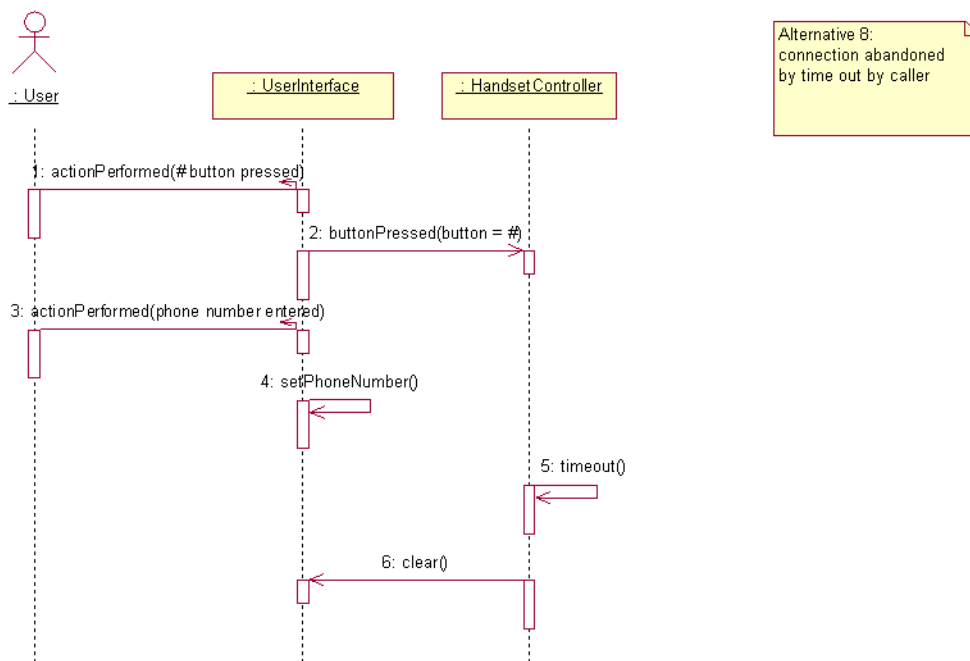 : User
: UserInterface
: HandsetController
Alternative 8:
connection abandoned
by time out by caller
1: actionPerformed(# button pressed)
2: buttonPressed(button = #)
3: actionPerformed(phone number entered)
4: setPhoneNumber()
5: timeout()
6: clear()